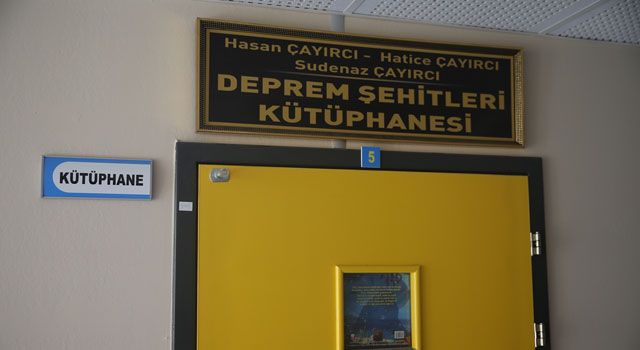 Hasan ÇAYIRCI - Hatice ÇAYIRCI
Sudenaz ÇAYIRCI
DEPREM ŞEHİTLERİ
KÜTÜPHANESİ
5
KÜTÜPHANE